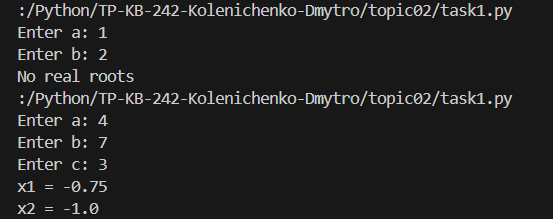 :/Python/TP-KB-242-Kolenichenko-Dmytro/topic02/task1.py
Enter a: 1
Enter b: 2
No real roots
:/Python/TP-KB-242-Kolenichenko-Dmytro/topic02/task1.py
Enter a: 4
Enter b: 7
Enter c: 3
x1 = -0.75
x2 = -1.0